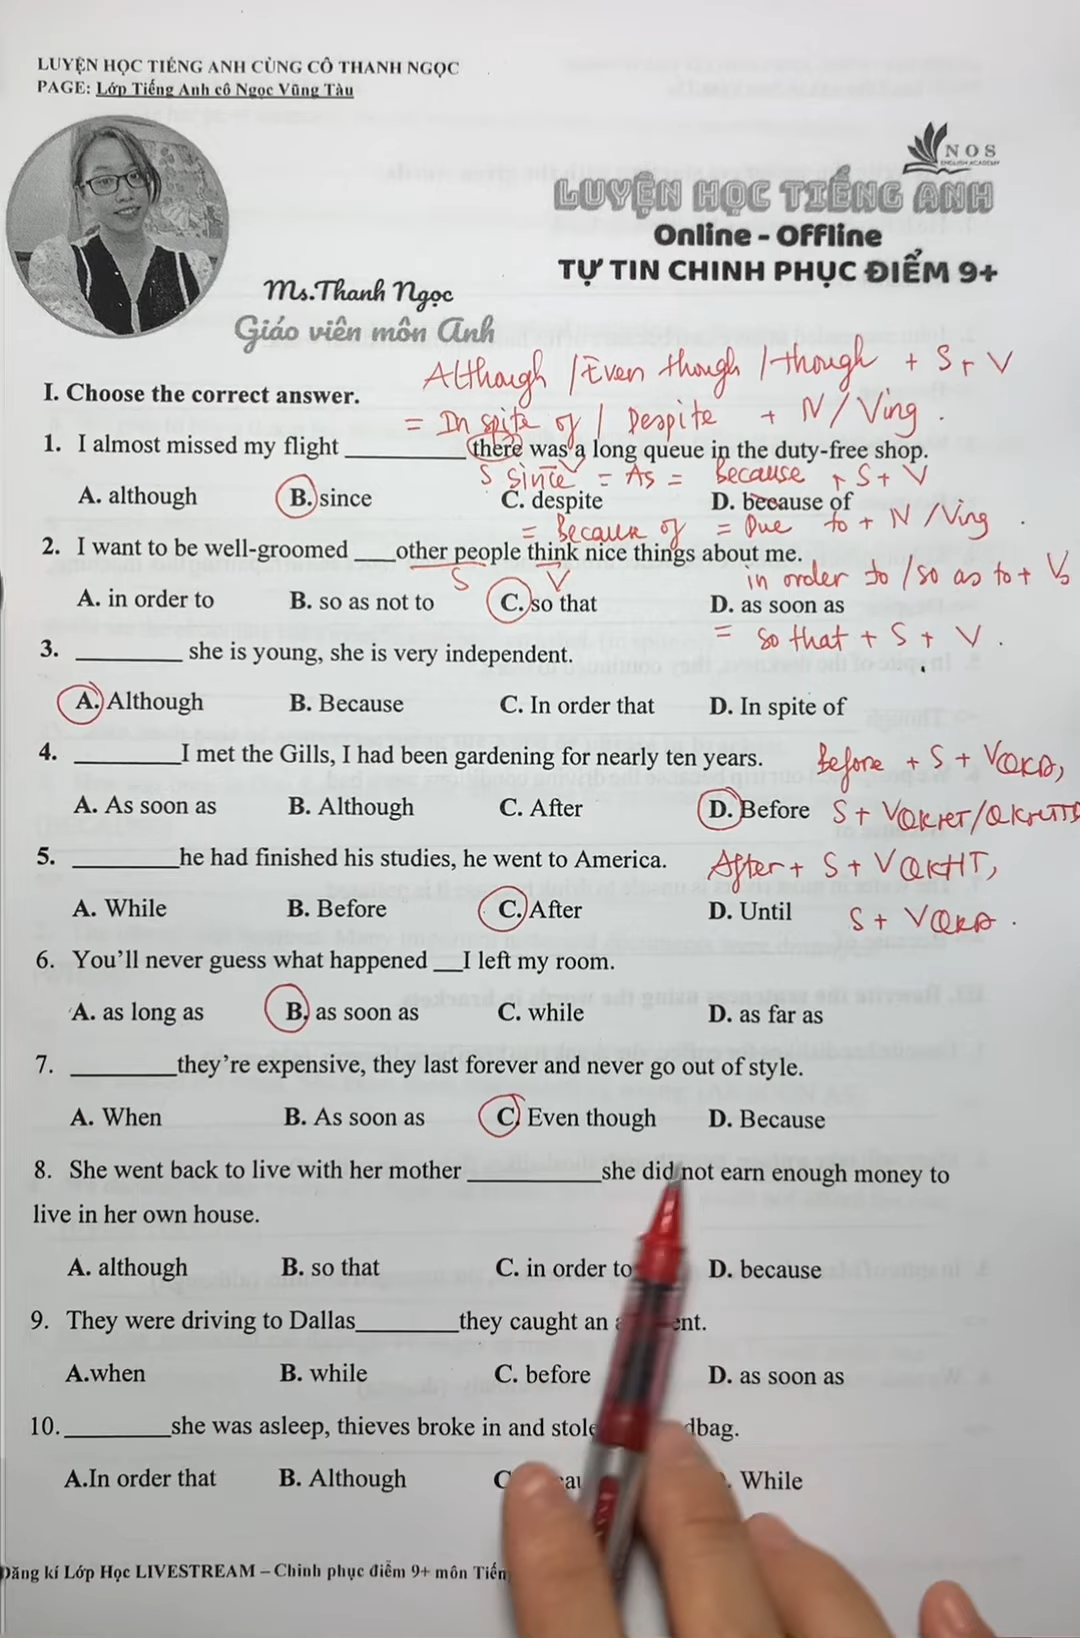 LUYỆN HỌC TIẾNG ANH CÙNG CÔ THANH NGỌC
PAGE: Lớp Tiếng Anh cô Ngọc Vũng Tàu
NOS
ENGLISH ACADEMY
LUYỆN HỌC TIẾNG ANH
Online - Offline
TỰ TIN CHINH PHỤC ĐIỂM 9+
Ms.Thanh Ngọc
Giáo viên môn Anh
Although / Even though / though + S + V
I. Choose the correct answer.
= In spite of / Despite + N / Ving .
1. I almost missed my flight ________ there was a long queue in the duty-free shop.
S V
since = As = Because + S + V
A. although B. since C. despite D. because of
= Because of = Due to + N / Ving .
2. I want to be well-groomed ___ other people think nice things about me.
S V
in order to / so as to + Vo
A. in order to B. so as not to C. so that D. as soon as
= so that + S + V .
3. ________ she is young, she is very independent.
A. Although B. Because C. In order that D. In spite of
4. ________ I met the Gills, I had been gardening for nearly ten years.
Before + S + VQKĐ,
A. As soon as B. Although C. After D. Before
S + VQKHT/QKHTTD
5. ________ he had finished his studies, he went to America.
After + S + VQKHT,
A. While B. Before C. After D. Until
S + VQKĐ .
6. You’ll never guess what happened __ I left my room.
A. as long as B. as soon as C. while D. as far as
7. ________ they’re expensive, they last forever and never go out of style.
A. When B. As soon as C. Even though D. Because
8. She went back to live with her mother ________ she did not earn enough money to
live in her own house.
A. although B. so that C. in order to D. because
9. They were driving to Dallas________they caught an
A.when B. while C. before D. as soon as
10.________she was asleep, thieves broke in and
A.In order that B. Although C While
Đăng kí Lớp Học LIVESTREAM – Chinh phục điểm 9+ môn